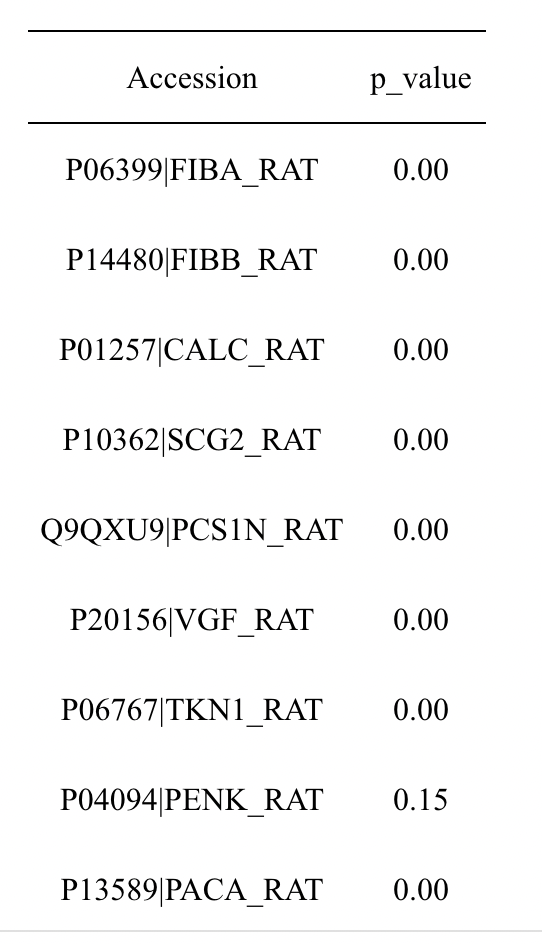 Accession p_value
P06399|FIBA_RAT 0.00
P14480|FIBB_RAT 0.00
P01257|CALC_RAT 0.00
P10362|SCG2_RAT 0.00
Q9QXU9|PCS1N_RAT 0.00
P20156|VGF_RAT 0.00
P06767|TKN1_RAT 0.00
P04094|PENK_RAT 0.15
P13589|PACA_RAT 0.00